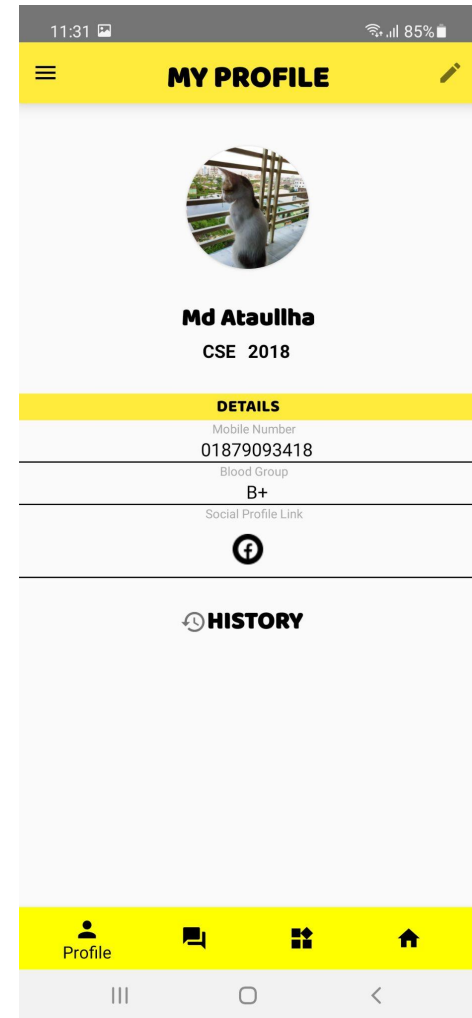 11:31 85%
MY PROFILE
Md Ataullha
CSE 2018
DETAILS
Mobile Number
01879093418
Blood Group
B+
Social Profile Link
HISTORY
Profile